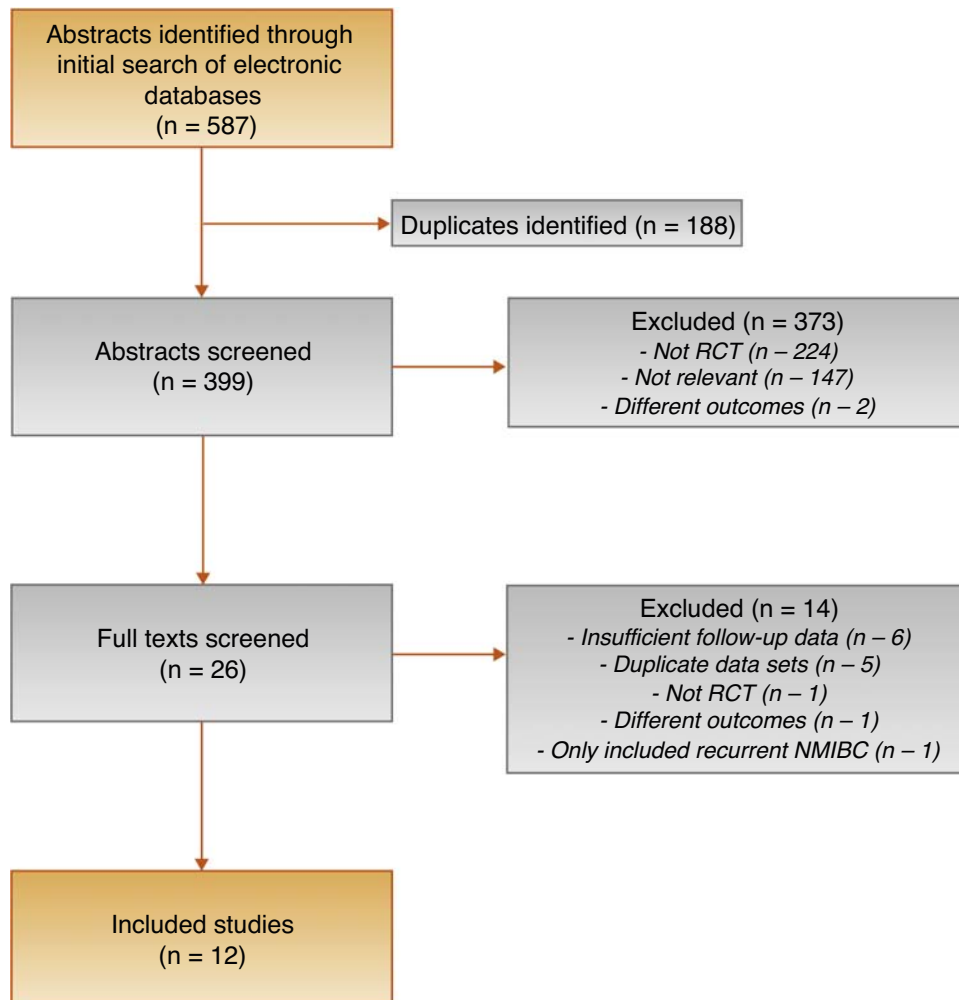 Abstracts identified through
initial search of electronic
databases
(n = 587)
Duplicates identified (n = 188)
Abstracts screened
(n = 399)
Excluded (n = 373)
- Not RCT (n – 224)
- Not relevant (n – 147)
- Different outcomes (n – 2)
Full texts screened
(n = 26)
Excluded (n = 14)
- Insufficient follow-up data (n – 6)
- Duplicate data sets (n – 5)
- Not RCT (n – 1)
- Different outcomes (n – 1)
- Only included recurrent NMIBC (n – 1)
Included studies
(n = 12)